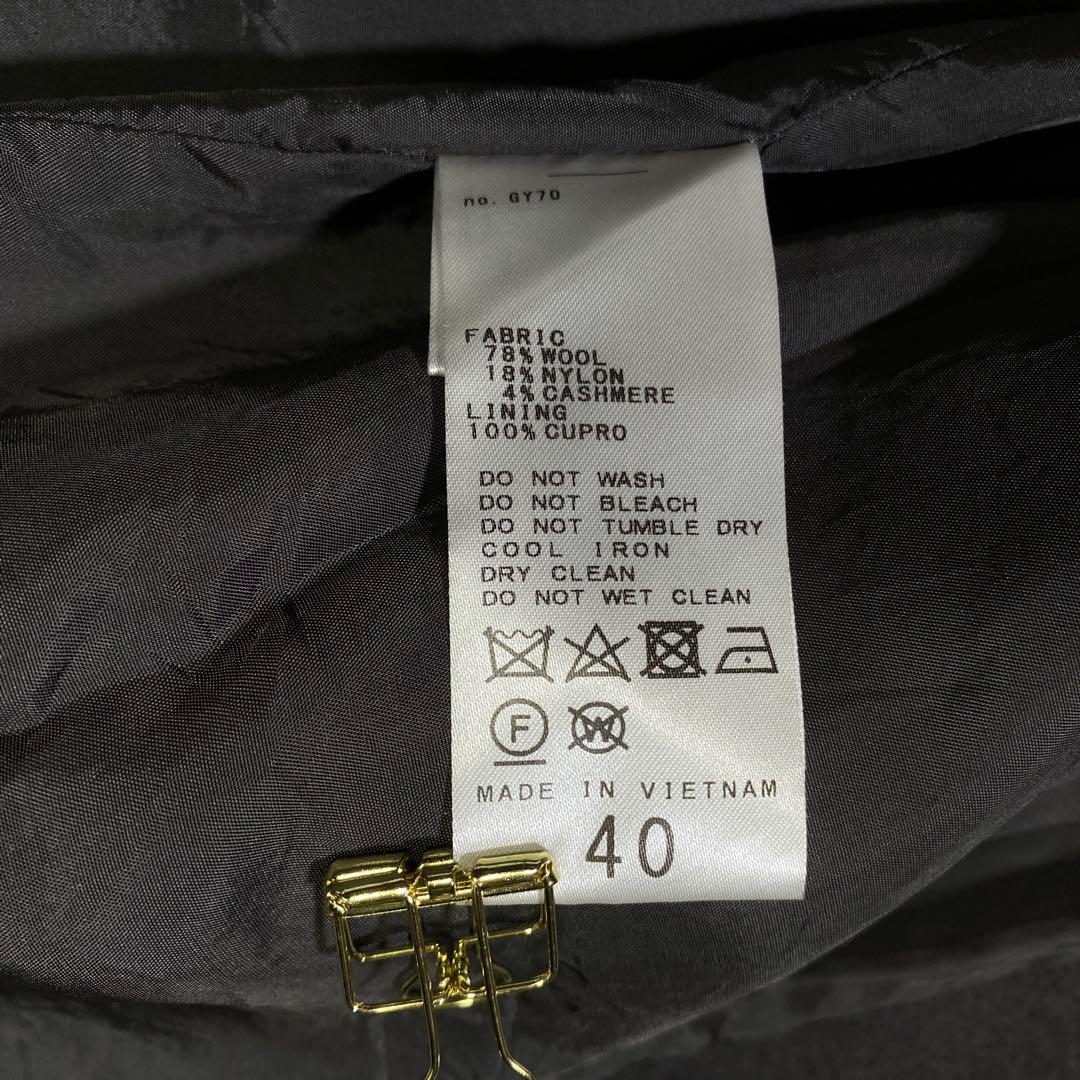 no. GY70
FABRIC
78% WOOL
18% NYLON
4% CASHMERE
LINING
100% CUPRO
DO NOT WASH
DO NOT BLEACH
DO NOT TUMBLE DRY
COOL IRON
DRY CLEAN
DO NOT WET CLEAN
F W
MADE IN VIETNAM
40